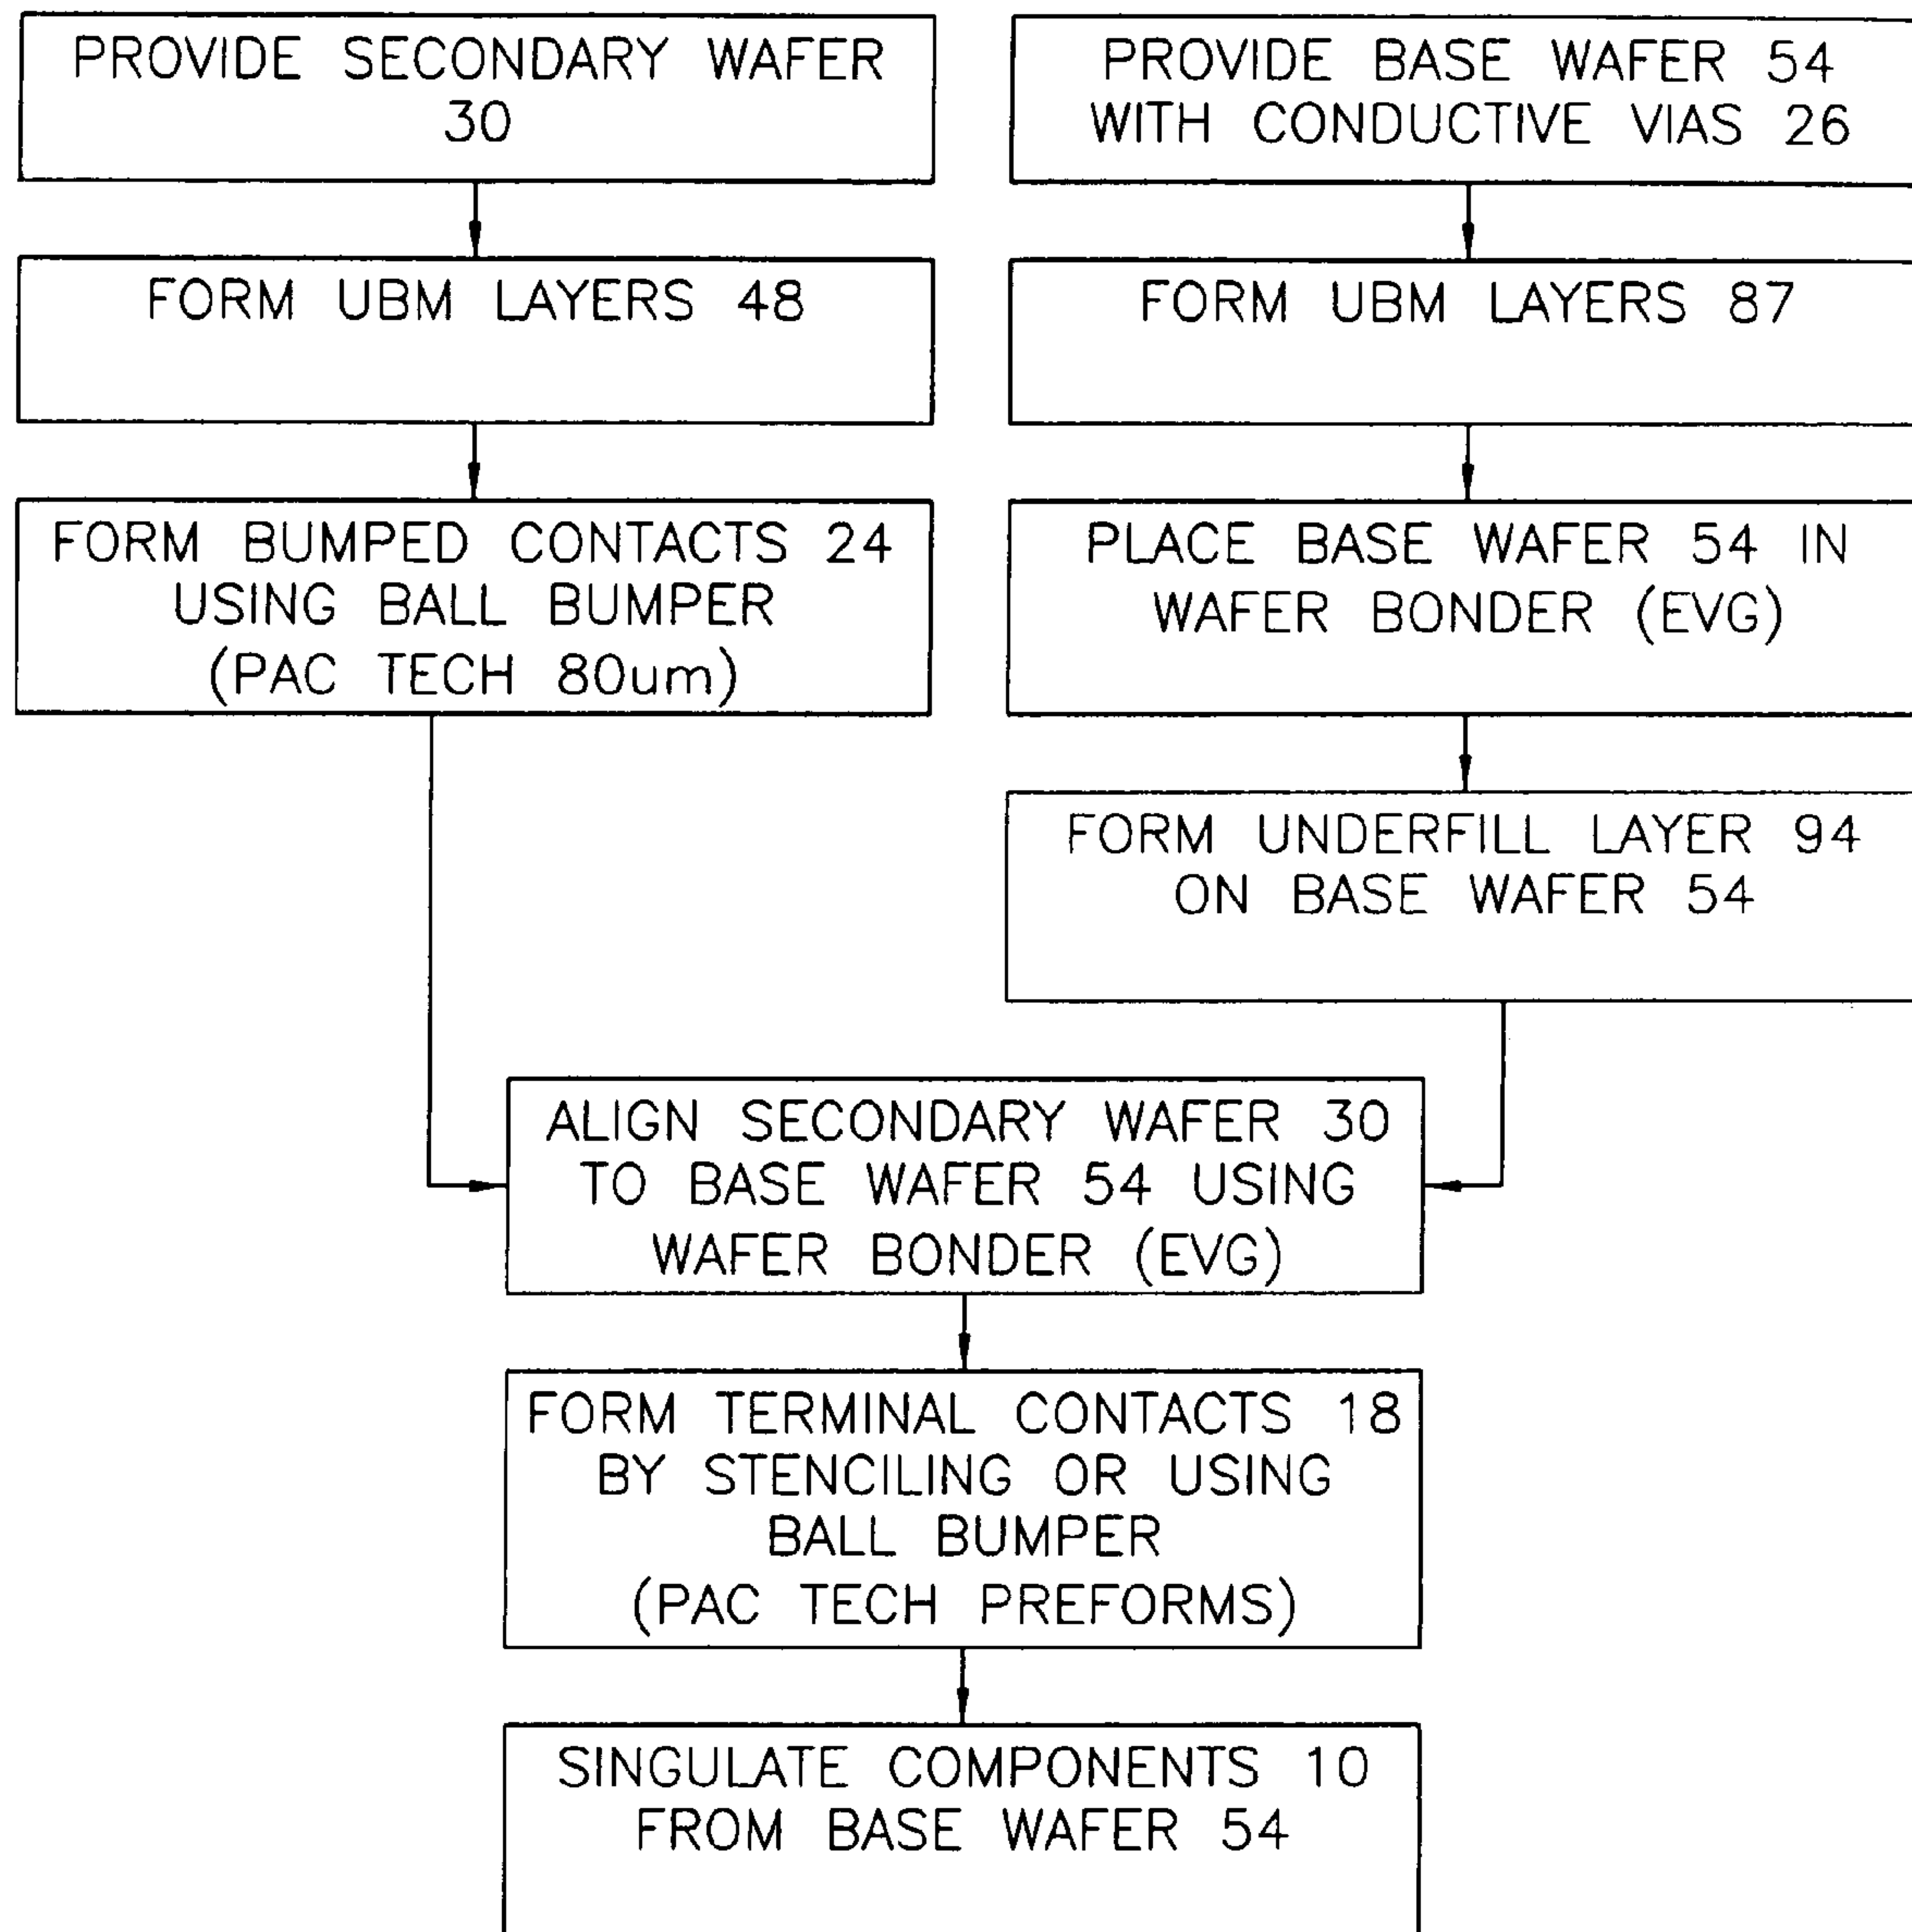 PROVIDE SECONDARY WAFER
30
FORM UBM LAYERS 48
FORM BUMPED CONTACTS 24
USING BALL BUMPER
(PAC TECH 80um)
PROVIDE BASE WAFER 54
WITH CONDUCTIVE VIAS 26
FORM UBM LAYERS 87
PLACE BASE WAFER 54 IN
WAFER BONDER (EVG)
FORM UNDERFILL LAYER 94
ON BASE WAFER 54
ALIGN SECONDARY WAFER 30
TO BASE WAFER 54 USING
WAFER BONDER (EVG)
FORM TERMINAL CONTACTS 18
BY STENCILING OR USING
BALL BUMPER
(PAC TECH PREFORMS)
SINGULATE COMPONENTS 10
FROM BASE WAFER 54